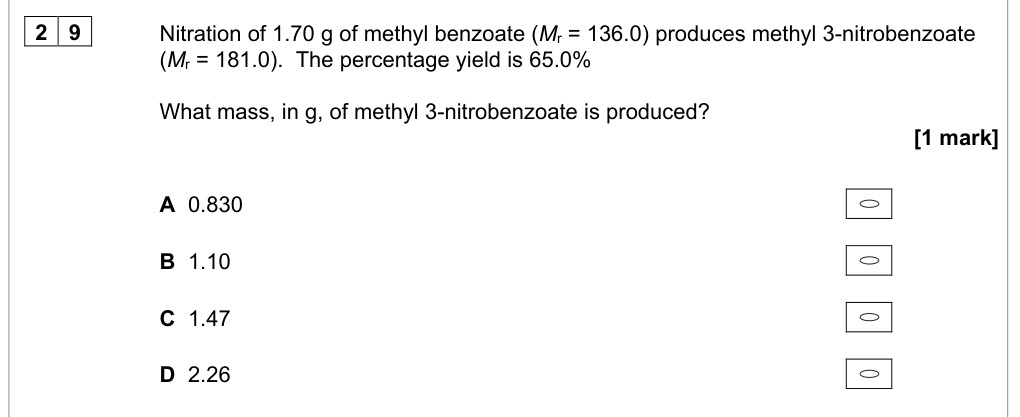 2 9 Nitration of 1.70 g of methyl benzoate (Mr = 136.0) produces methyl 3-nitrobenzoate
(Mr = 181.0). The percentage yield is 65.0%
What mass, in g, of methyl 3-nitrobenzoate is produced?
[1 mark]
A 0.830
B 1.10
C 1.47
D 2.26